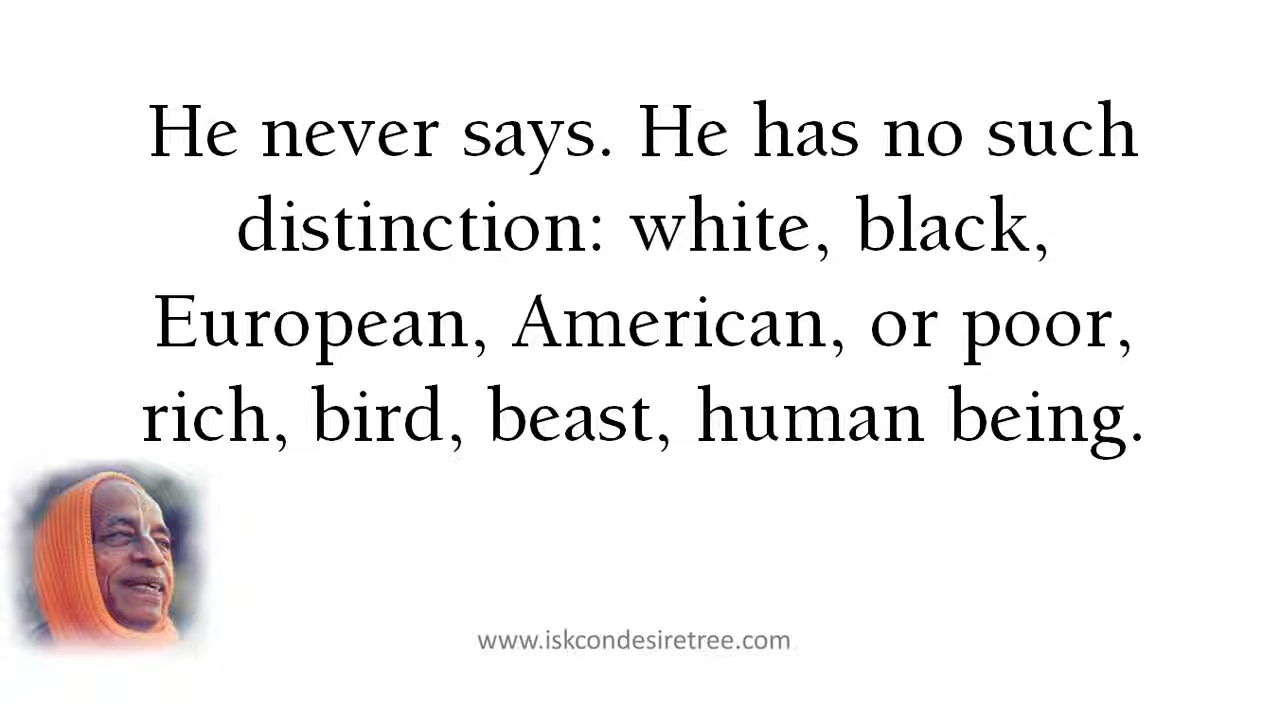 He never says. He has no such
distinction: white, black,
European, American, or poor,
rich, bird, beast, human being.
www.iskcondesiretree.com